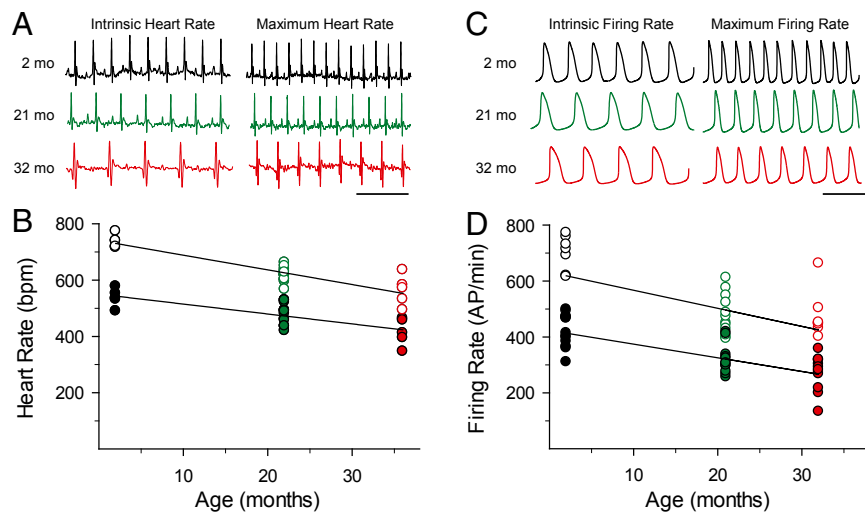 A
Intrinsic Heart Rate
Maximum Heart Rate
2 mo
21 mo
32 mo
B
800
600
400
200
10
20
30
Heart Rate (bpm)
Age (months)
C
Intrinsic Firing Rate
Maximum Firing Rate
2 mo
21 mo
32 mo
D
800
600
400
200
10
20
30
Firing Rate (AP/min)
Age (months)